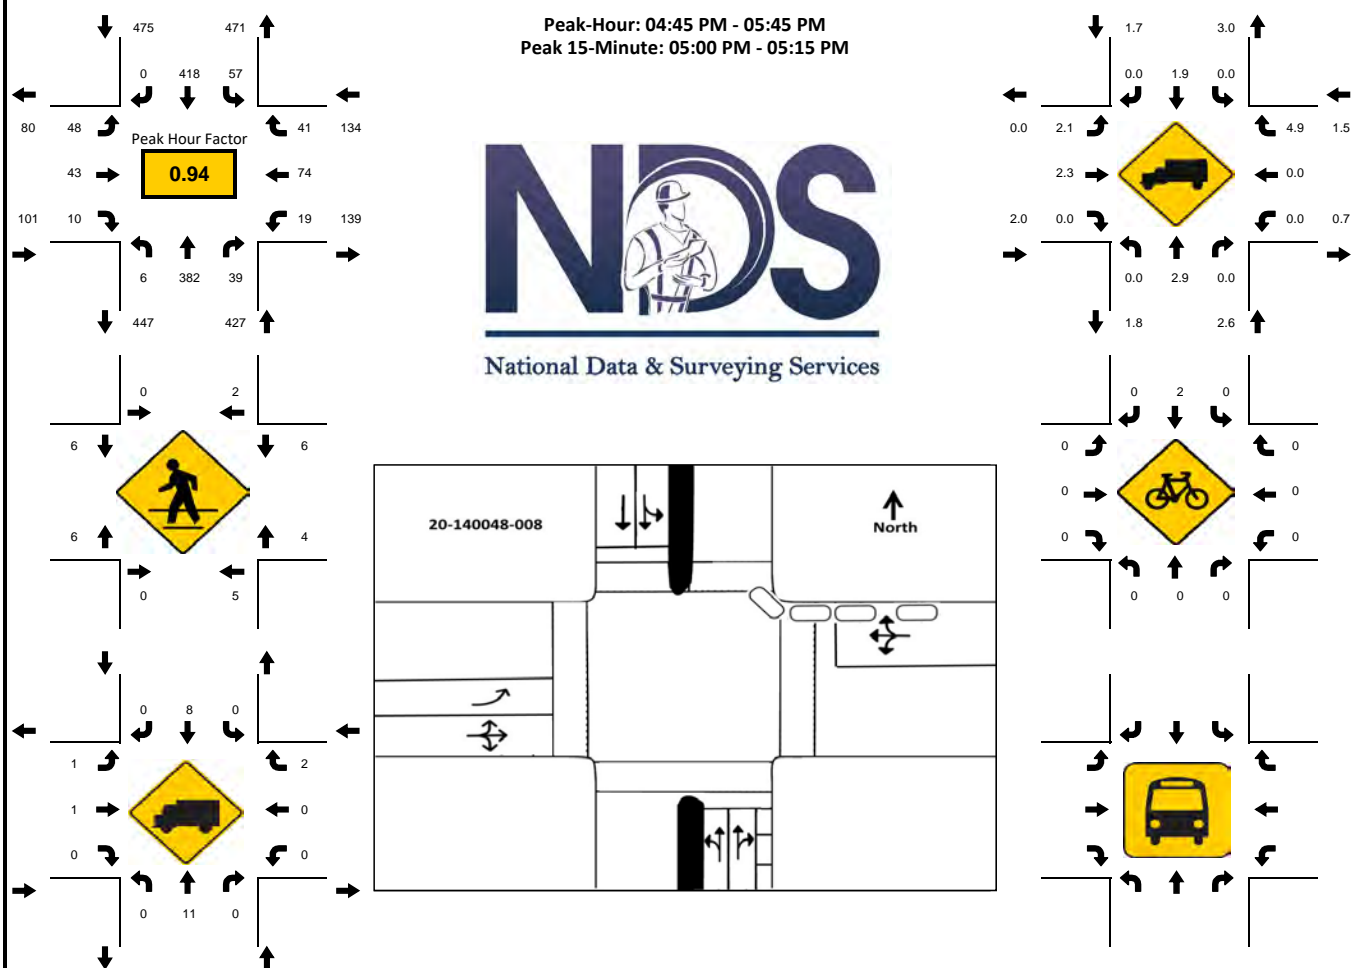 Peak-Hour: 04:45 PM - 05:45 PM
Peak 15-Minute: 05:00 PM - 05:15 PM
475 471
0 418 57
80 48 41 134
Peak Hour Factor
43 0.94 74
101 10 19 139
6 382 39
447 427
1.7 3.0
0.0 1.9 0.0
0.0 2.1 4.9 1.5
2.3 0.0
2.0 0.0 0.0 0.7
0.0 2.9 0.0
1.8 2.6
NDS
National Data & Surveying Services
0 2
6 6
6 4
0 5
0 2 0
0 0
0 0
0 0
0 0 0
20-140048-008
North
0 8 0
1 2
1 0
0 0
0 11 0